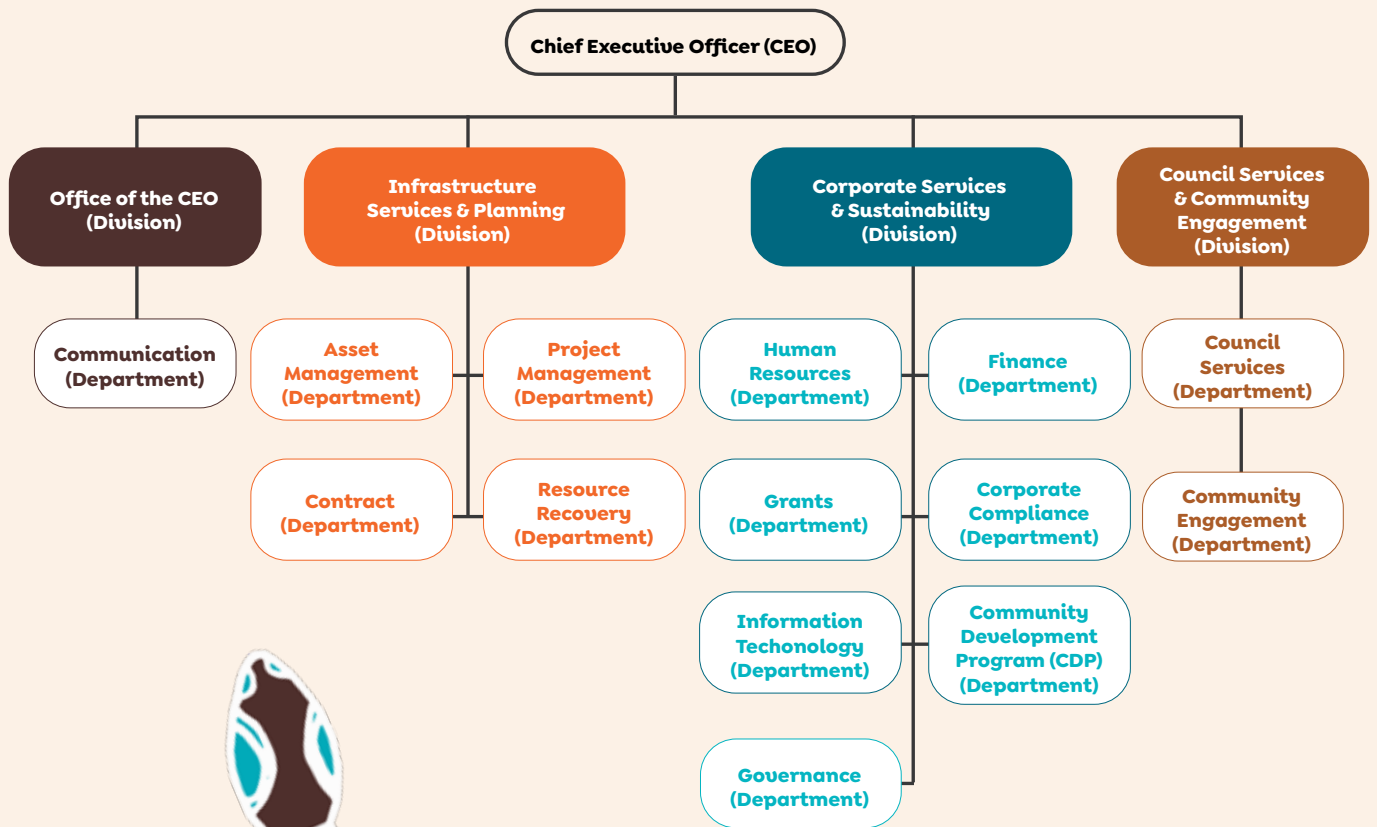 Chief Executive Officer (CEO)
Office of the CEO
(Division)
Infrastructure
Services & Planning
(Division)
Corporate Services
& Sustainability
(Division)
Council Services
& Community
Engagement
(Division)
Communication
(Department)
Asset
Management
(Department)
Project
Management
(Department)
Contract
(Department)
Resource
Recovery
(Department)
Human
Resources
(Department)
Finance
(Department)
Grants
(Department)
Corporate
Compliance
(Department)
Information
Techonology
(Department)
Community
Development
Program (CDP)
(Department)
Governance
(Department)
Council
Services
(Department)
Community
Engagement
(Department)